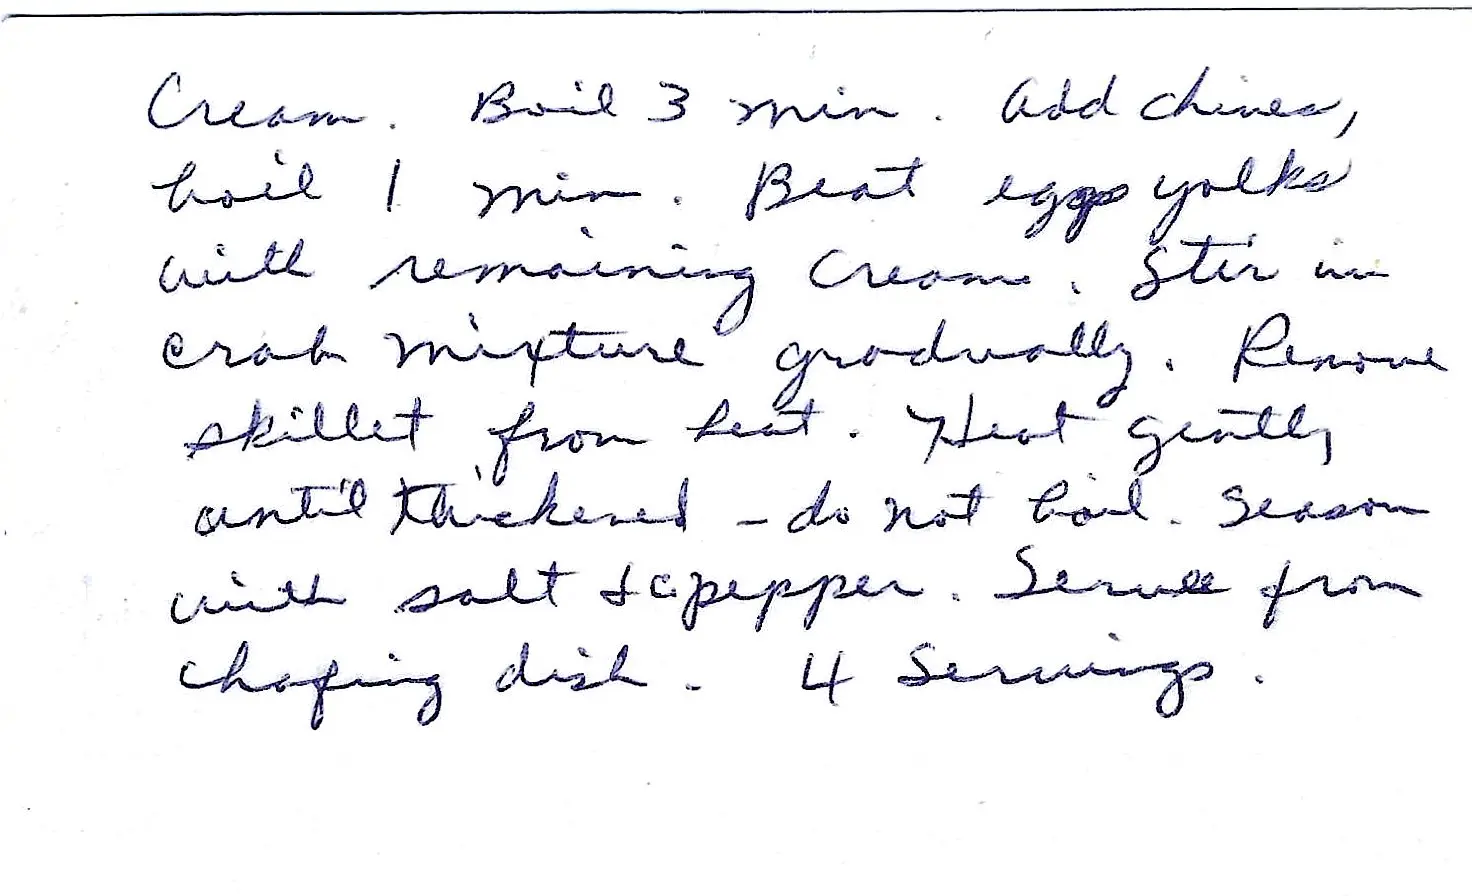 Cream. Boil 3 min. Add chives,
boil 1 min. Beat egg yolks
with remaining cream. Stir in
crab mixture gradually. Remove
skillet from heat. Heat gently
until thickened - do not boil. Season
with salt & pepper. Serve from
chafing dish. 4 Servings.